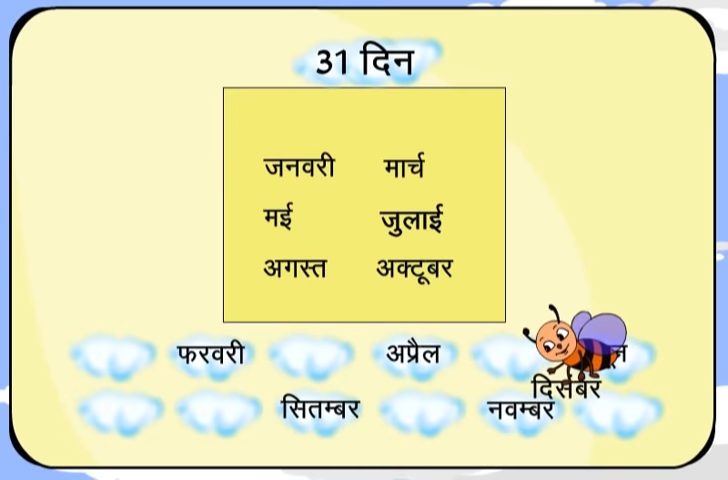 31 दिन
जनवरी मार्च
मई जुलाई
अगस्त अक्टूबर
फरवरी अप्रैल
दिसंबर
सितम्बर नवम्बर